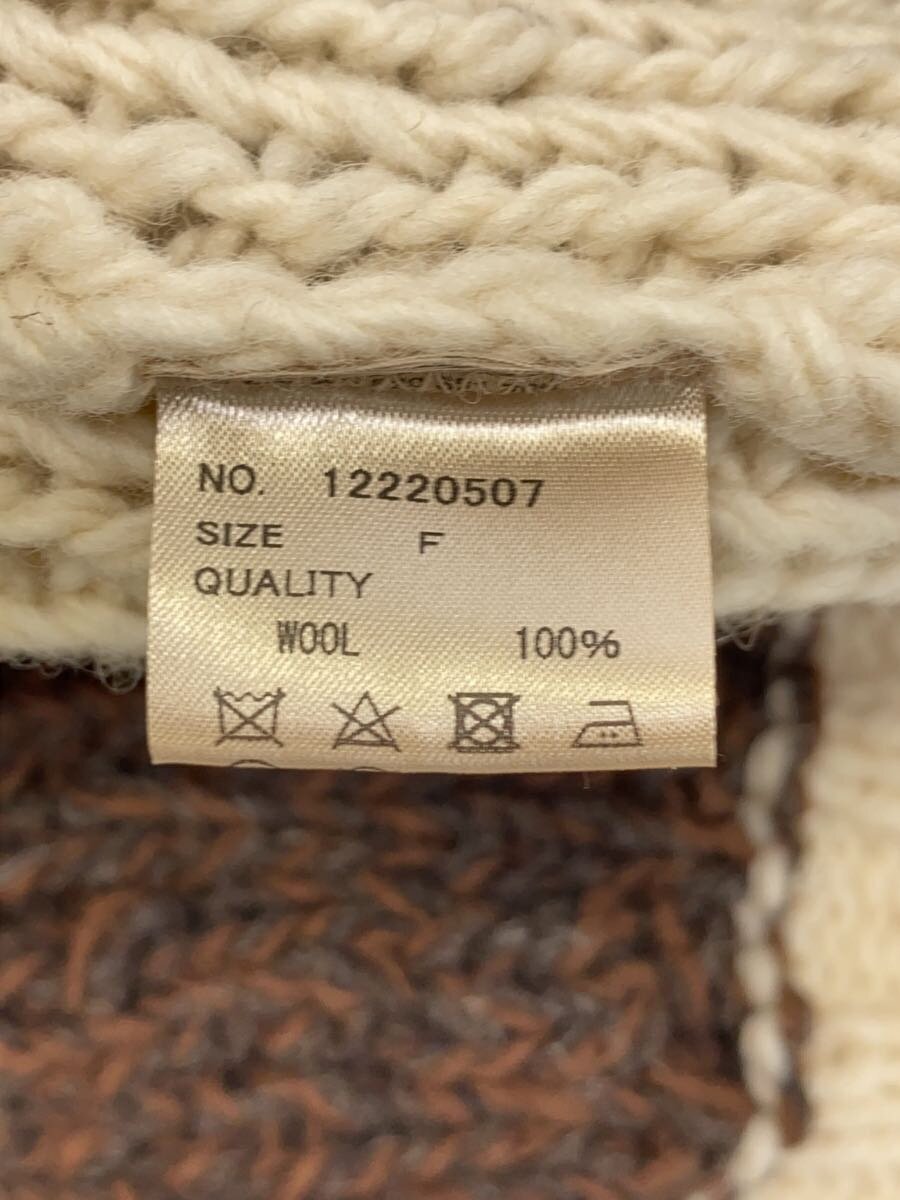 NO. 12220507
SIZE F
QUALITY
WOOL 100%